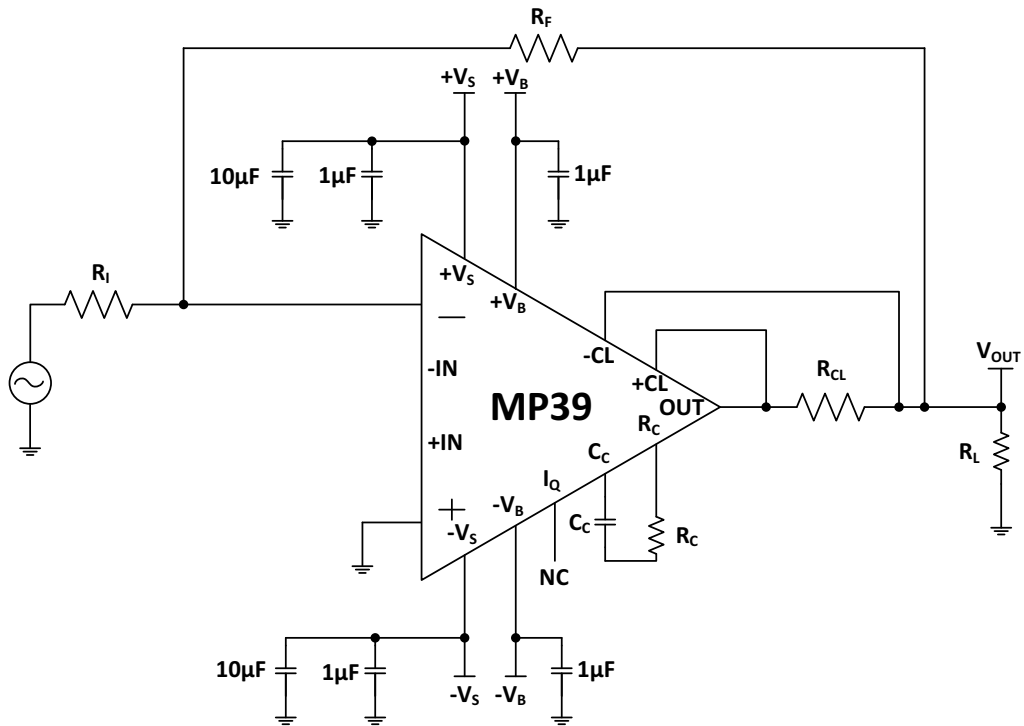 R_F
+V_S +V_B
10µF 1µF 1µF
R_I
+V_S
+V_B
-CL
-IN
+CL
R_CL
V_OUT
MP39
OUT
R_C
+IN
C_C
R_L
I_Q
-V_B
-V_S
C_C
R_C
NC
10µF 1µF 1µF
-V_S -V_B